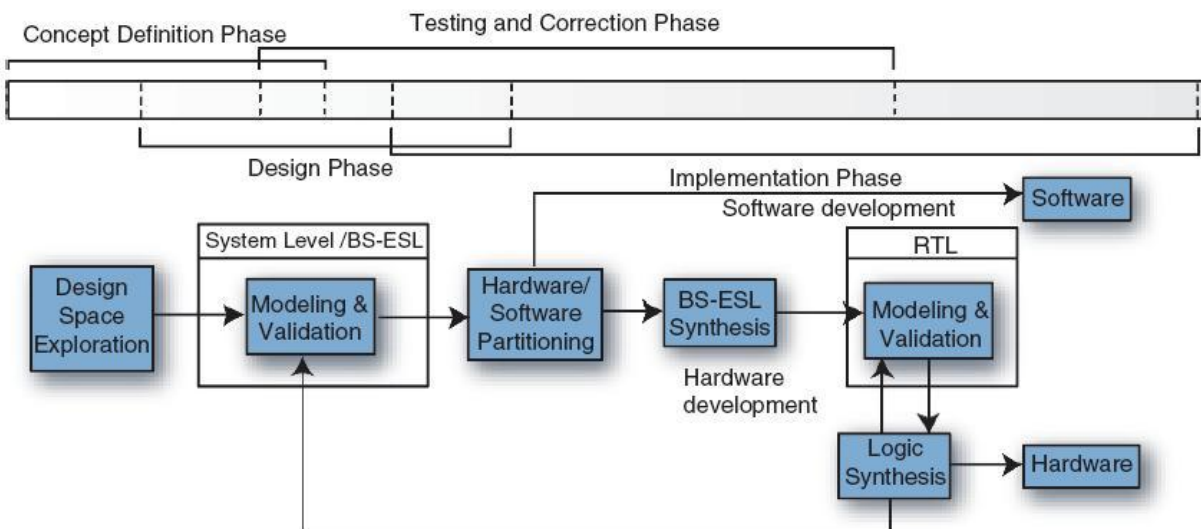 Testing and Correction Phase
Concept Definition Phase
Design Phase
Implementation Phase
Software development
Software
System Level /BS-ESL
RTL
Design
Space
Exploration
Modeling &
Validation
Hardware/
Software
Partitioning
BS-ESL
Synthesis
Modeling &
Validation
Hardware
development
Logic
Synthesis
Hardware